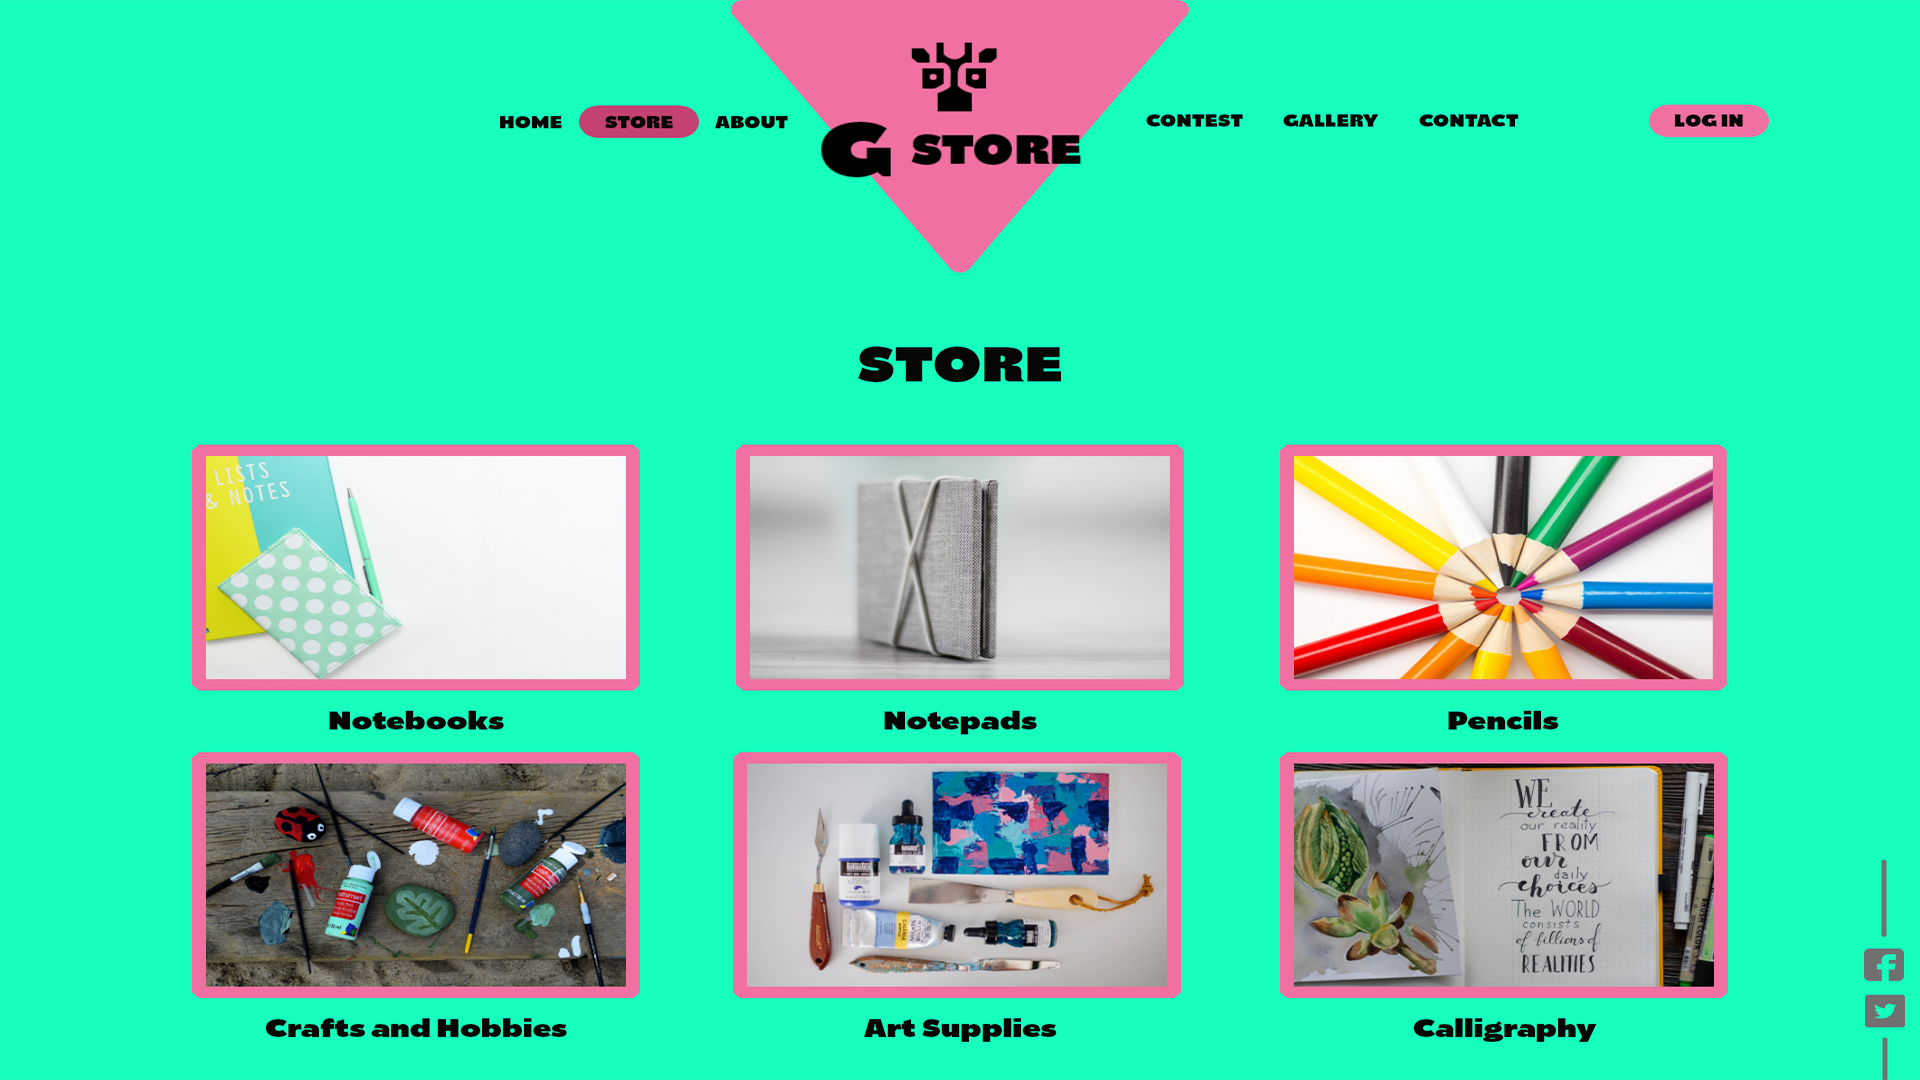 HOME
STORE
ABOUT
G STORE
CONTEST
GALLERY
CONTACT
LOG IN
STORE
LISTS
& NOTES
Notebooks
Notepads
Pencils
WE
create
our reality
FROM
our
daily
choices
The WORLD
consists
of billions of
REALITIES
Crafts and Hobbies
Art Supplies
Calligraphy